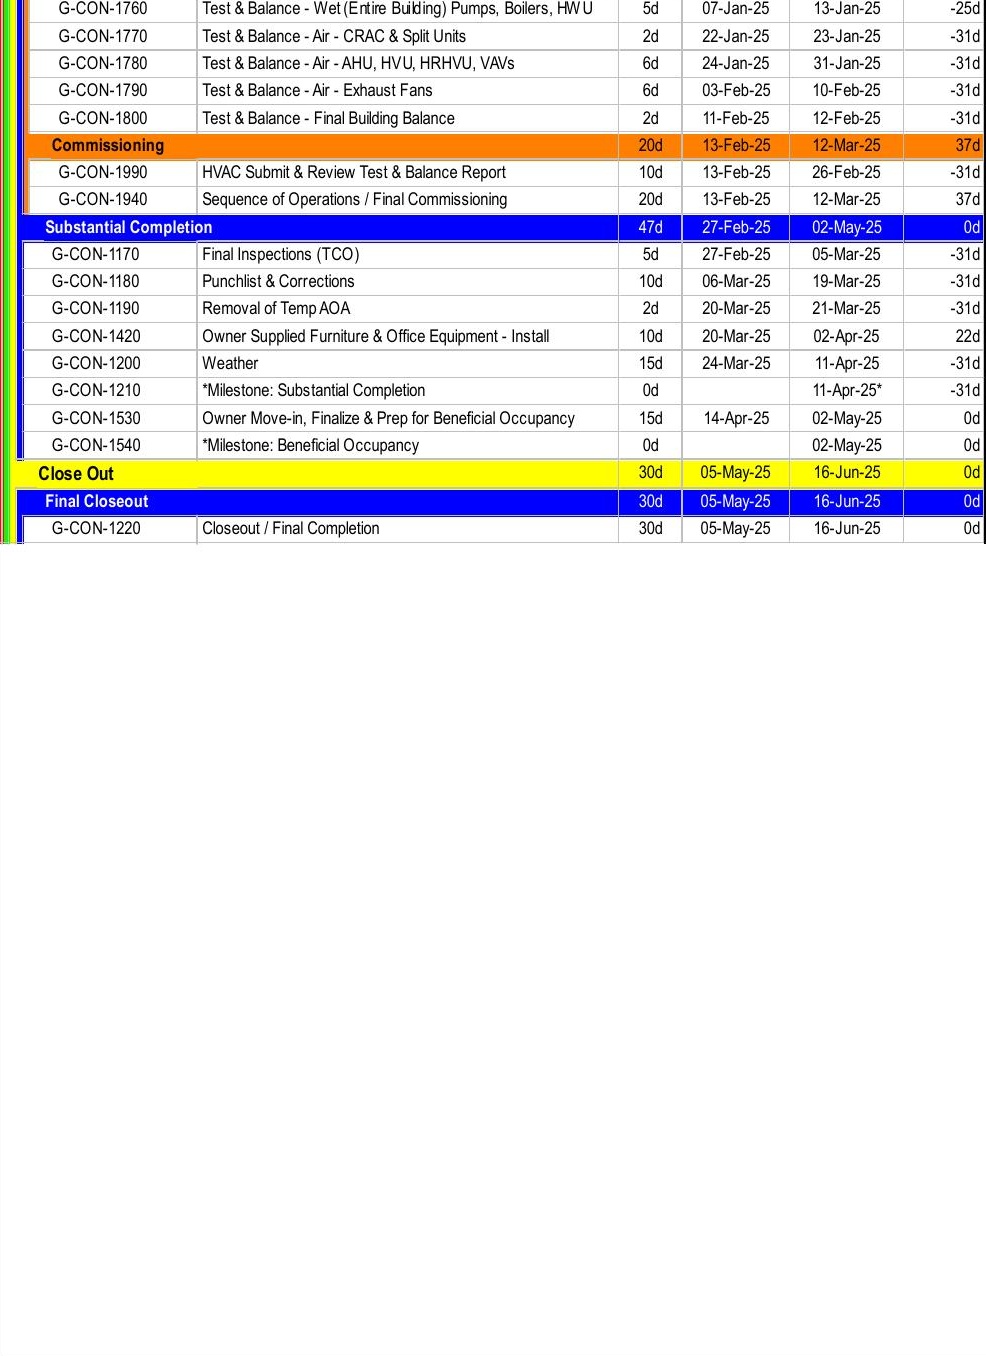 G-CON-1760 Test & Balance - Wet (Entire Building) Pumps, Boilers, HWU 5d 07-Jan-25 13-Jan-25 -25d
G-CON-1770 Test & Balance - Air - CRAC & Split Units 2d 22-Jan-25 23-Jan-25 -31d
G-CON-1780 Test & Balance - Air - AHU, HVU, HRHVU, VAVs 6d 24-Jan-25 31-Jan-25 -31d
G-CON-1790 Test & Balance - Air - Exhaust Fans 6d 03-Feb-25 10-Feb-25 -31d
G-CON-1800 Test & Balance - Final Building Balance 2d 11-Feb-25 12-Feb-25 -31d
Commissioning 20d 13-Feb-25 12-Mar-25 37d
G-CON-1990 HVAC Submit & Review Test & Balance Report 10d 13-Feb-25 26-Feb-25 -31d
G-CON-1940 Sequence of Operations / Final Commissioning 20d 13-Feb-25 12-Mar-25 37d
Substantial Completion 47d 27-Feb-25 02-May-25 0d
G-CON-1170 Final Inspections (TCO) 5d 27-Feb-25 05-Mar-25 -31d
G-CON-1180 Punchlist & Corrections 10d 06-Mar-25 19-Mar-25 -31d
G-CON-1190 Removal of Temp AOA 2d 20-Mar-25 21-Mar-25 -31d
G-CON-1420 Owner Supplied Furniture & Office Equipment - Install 10d 20-Mar-25 02-Apr-25 22d
G-CON-1200 Weather 15d 24-Mar-25 11-Apr-25 -31d
G-CON-1210 *Milestone: Substantial Completion 0d 11-Apr-25* -31d
G-CON-1530 Owner Move-in, Finalize & Prep for Beneficial Occupancy 15d 14-Apr-25 02-May-25 0d
G-CON-1540 *Milestone: Beneficial Occupancy 0d 02-May-25 0d
Close Out 30d 05-May-25 16-Jun-25 0d
Final Closeout 30d 05-May-25 16-Jun-25 0d
G-CON-1220 Closeout / Final Completion 30d 05-May-25 16-Jun-25 0d